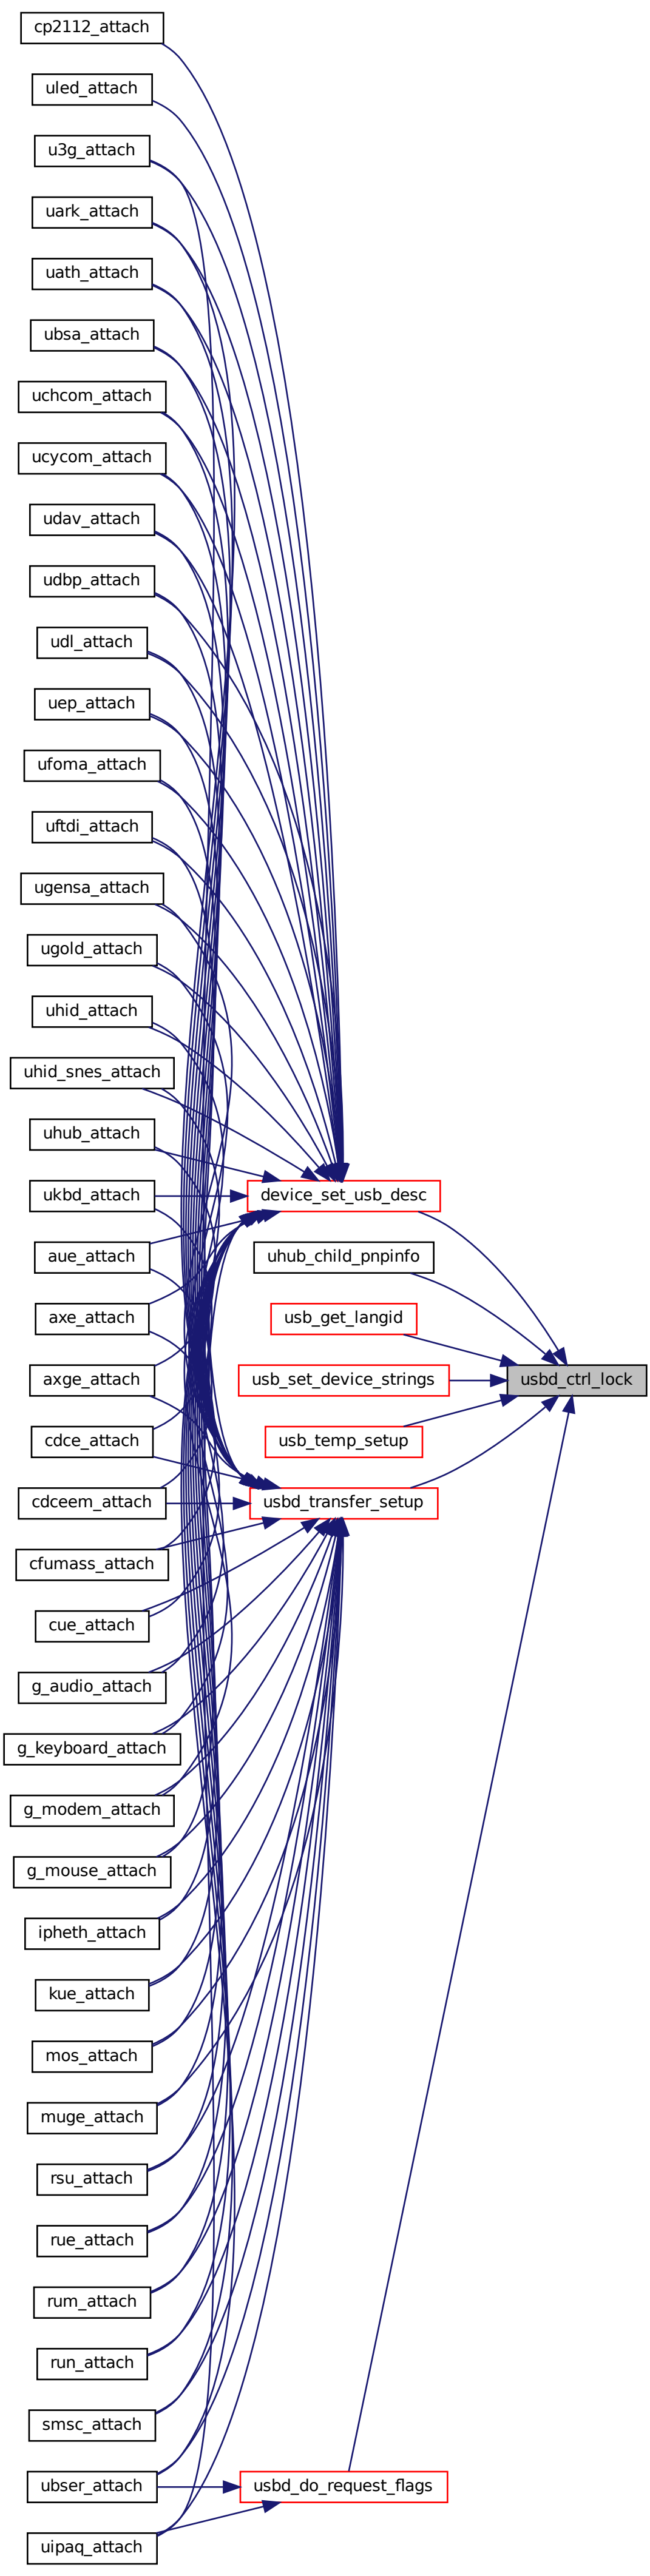 cp2112_attach
uled_attach
u3g_attach
uark_attach
uath_attach
ubsa_attach
uchcom_attach
ucycom_attach
udav_attach
udbp_attach
udl_attach
uep_attach
ufoma_attach
uftdi_attach
ugensa_attach
ugold_attach
uhid_attach
uhid_snes_attach
uhub_attach
ukbd_attach
aue_attach
axe_attach
axge_attach
cdce_attach
cdceem_attach
cfumass_attach
cue_attach
g_audio_attach
g_keyboard_attach
g_modem_attach
g_mouse_attach
ipheth_attach
kue_attach
mos_attach
muge_attach
rsu_attach
rue_attach
rum_attach
run_attach
smsc_attach
ubser_attach
uipaq_attach
device_set_usb_desc
uhub_child_pnpinfo
usb_get_langid
usb_set_device_strings
usb_temp_setup
usbd_transfer_setup
usbd_do_request_flags
usbd_ctrl_lock